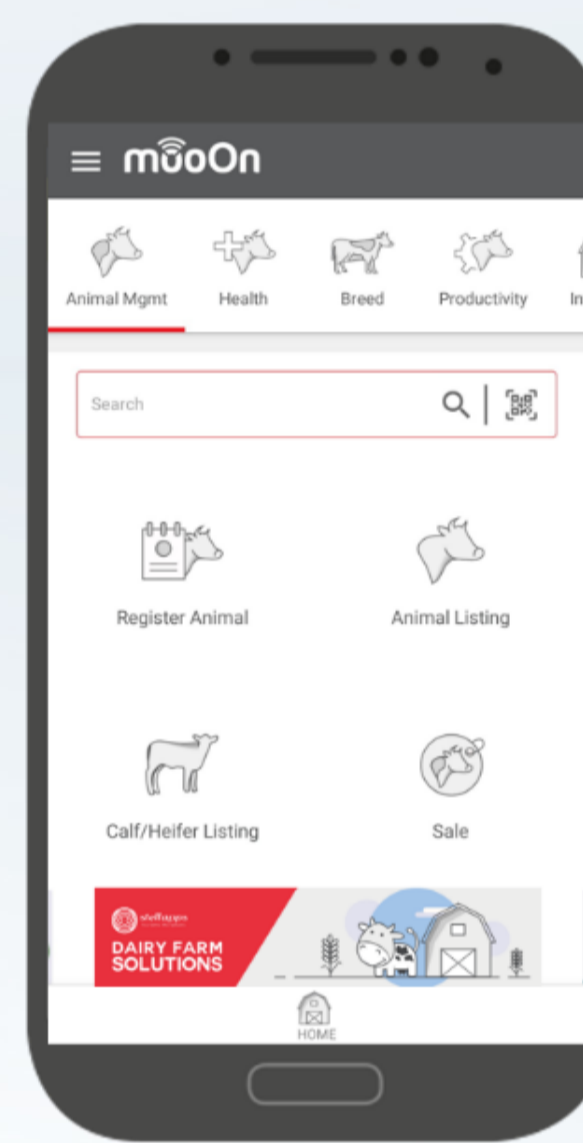 mooOn
Animal Mgmt Health Breed Productivity
Search
Register Animal Animal Listing
Calf/Heifer Listing Sale
stellapps
DAIRY FARM
SOLUTIONS
HOME